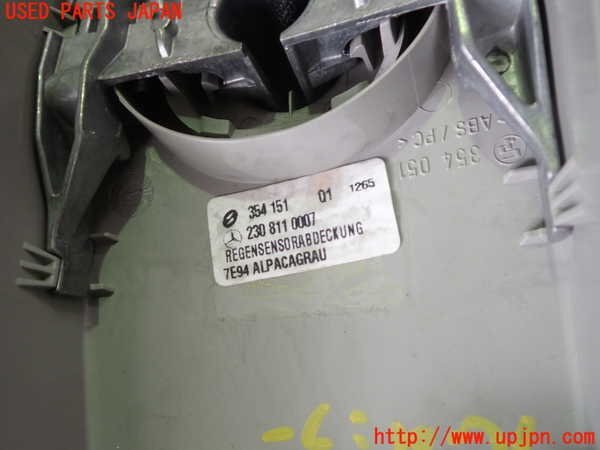 USED PARTS JAPAN
>ABS/PC<
354 051
354 151 Q1 1265
230 811 0007
REGENSENSORABDECKUNG
7E94 ALPACAGRAU
http://www.upjpn.com/